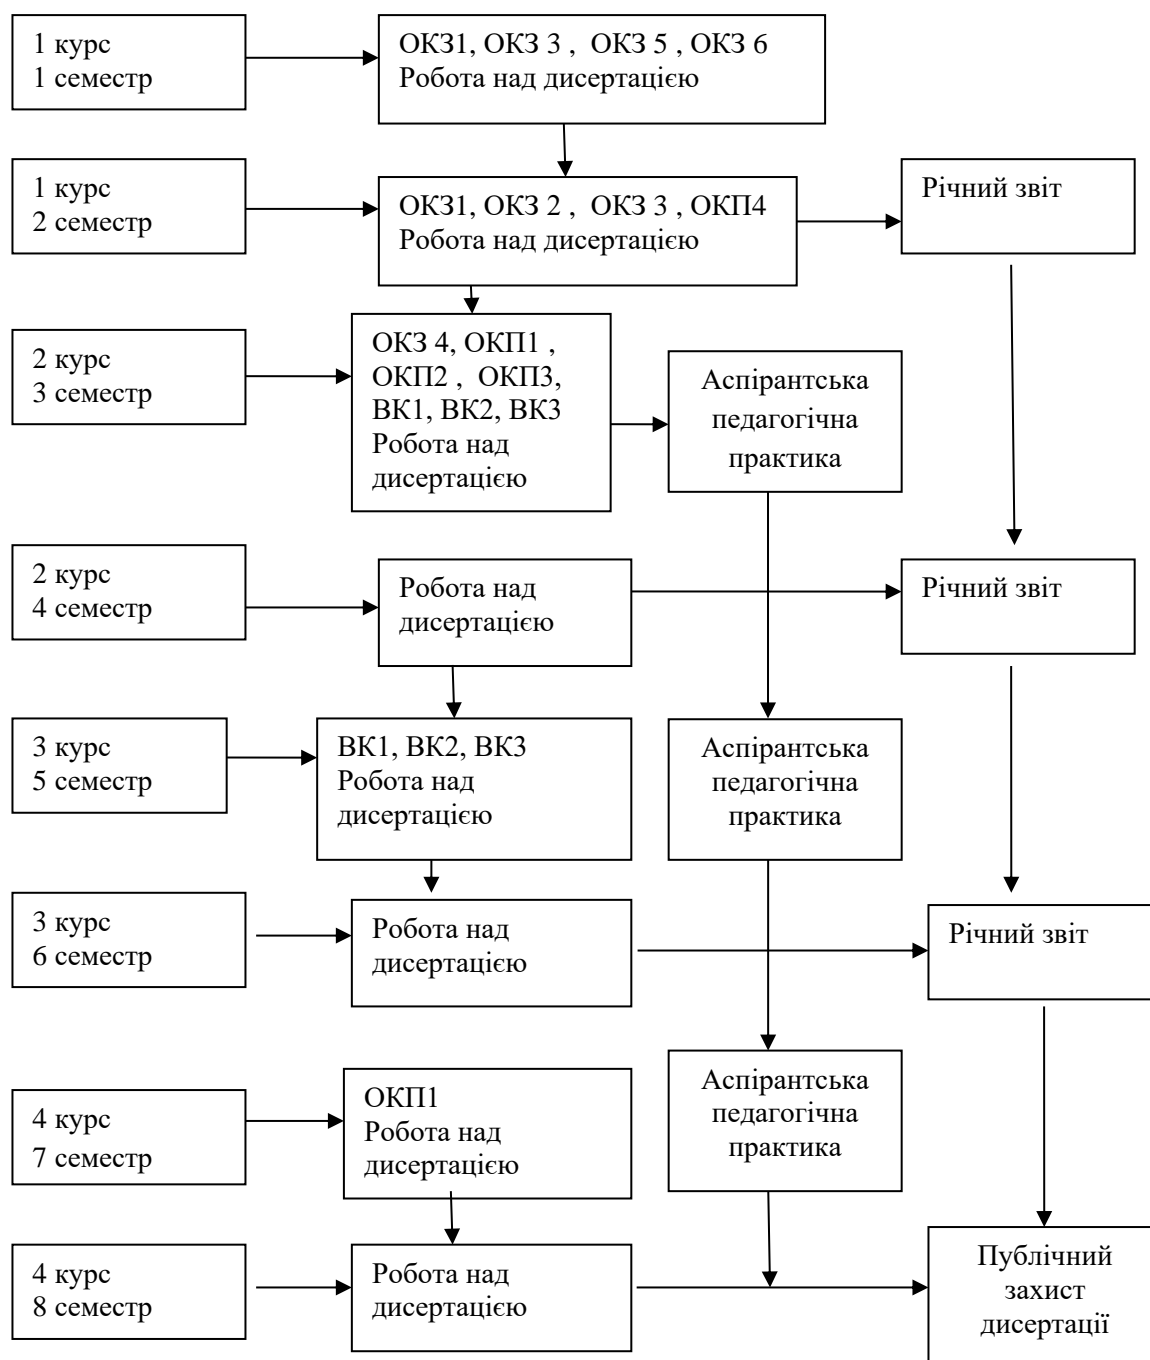 1 курс
1 семестр
ОКЗ1, ОКЗ 3 , ОКЗ 5 , ОКЗ 6
Робота над дисертацією
1 курс
2 семестр
ОКЗ1, ОКЗ 2 , ОКЗ 3 , ОКП4
Робота над дисертацією
Річний звіт
2 курс
3 семестр
ОКЗ 4, ОКП1 ,
ОКП2 , ОКП3,
ВК1, ВК2, ВК3
Робота над
дисертацією
Аспірантська
педагогічна
практика
2 курс
4 семестр
Робота над
дисертацією
Річний звіт
3 курс
5 семестр
ВК1, ВК2, ВК3
Робота над
дисертацією
Аспірантська
педагогічна
практика
3 курс
6 семестр
Робота над
дисертацією
Річний звіт
4 курс
7 семестр
ОКП1
Робота над
дисертацією
Аспірантська
педагогічна
практика
4 курс
8 семестр
Робота над
дисертацією
Публічний
захист
дисертації